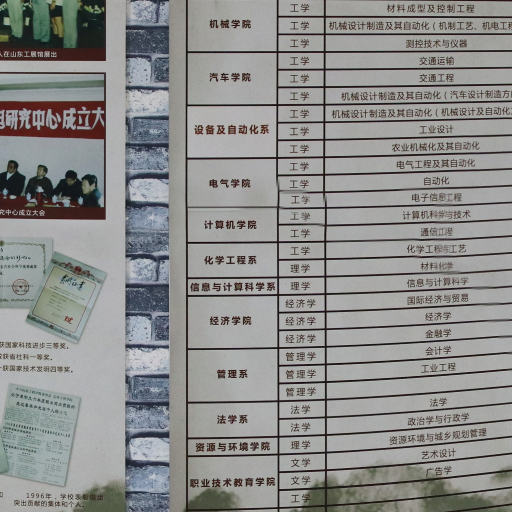 人在山东工展馆展出
研究中心成立大
究中心成立大会
获国家科技进步三等奖。
获省社科一等奖。
获国家技术发明四等奖。
1996年，学校表彰做出
突出贡献的集体和个人
机械学院
工学 材料成型及控制工程
工学 机械设计制造及其自动化（机制工艺、机电工程
工学 测控技术与仪器
汽车学院
工学 交通运输
工学 交通工程
工学 机械设计制造及其自动化（汽车设计制造方
设备及自动化系
工学 机械设计制造及其自动化（机械设计及自动化
工学 工业设计
工学 农业机械化及其自动化
电气学院
工学 电气工程及其自动化
工学 自动化
工学 电子信息工程
计算机学院
工学 计算机科学与技术
工学 通信工程
化学工程系
工学 化学工程与工艺
理学 材料化学
信息与计算科学系
理学 信息与计算科学
经济学院
经济学 国际经济与贸易
经济学 经济学
经济学 金融学
管理系
管理学 会计学
管理学 工业工程
管理学
法学系
法学 法学
法学 政治学与行政学
资源与环境学院
理学 资源环境与城乡规划管理
职业技术教育学院
文学 艺术设计
文学 广告学
工学